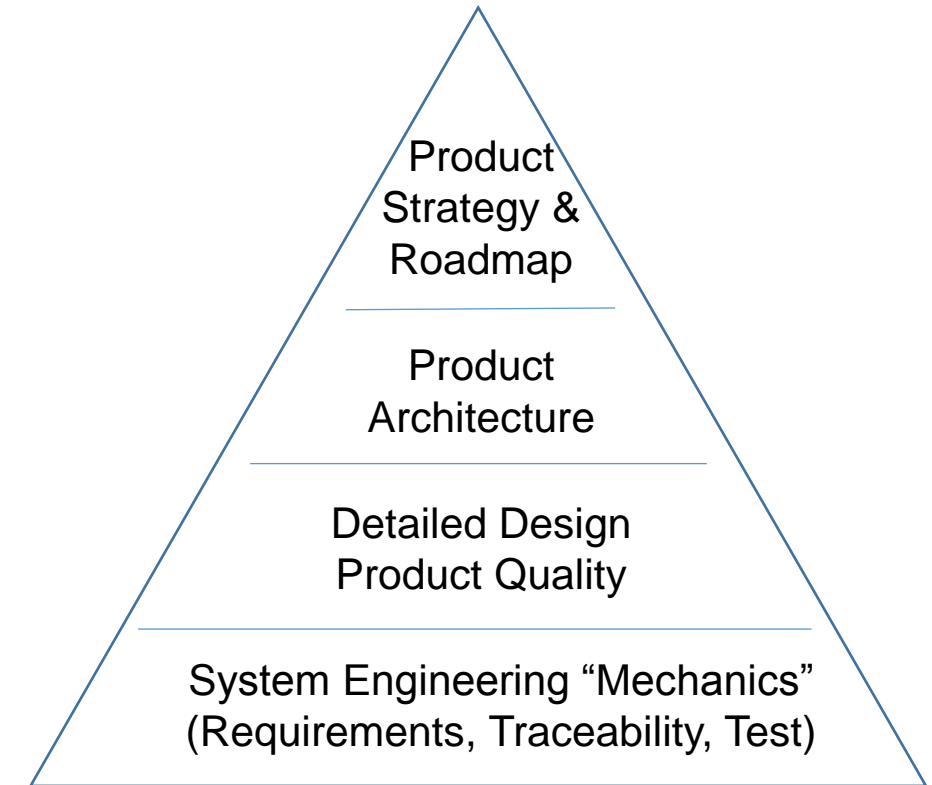 Product
Strategy &
Roadmap
Product
Architecture
Detailed Design
Product Quality
System Engineering “Mechanics”
(Requirements, Traceability, Test)